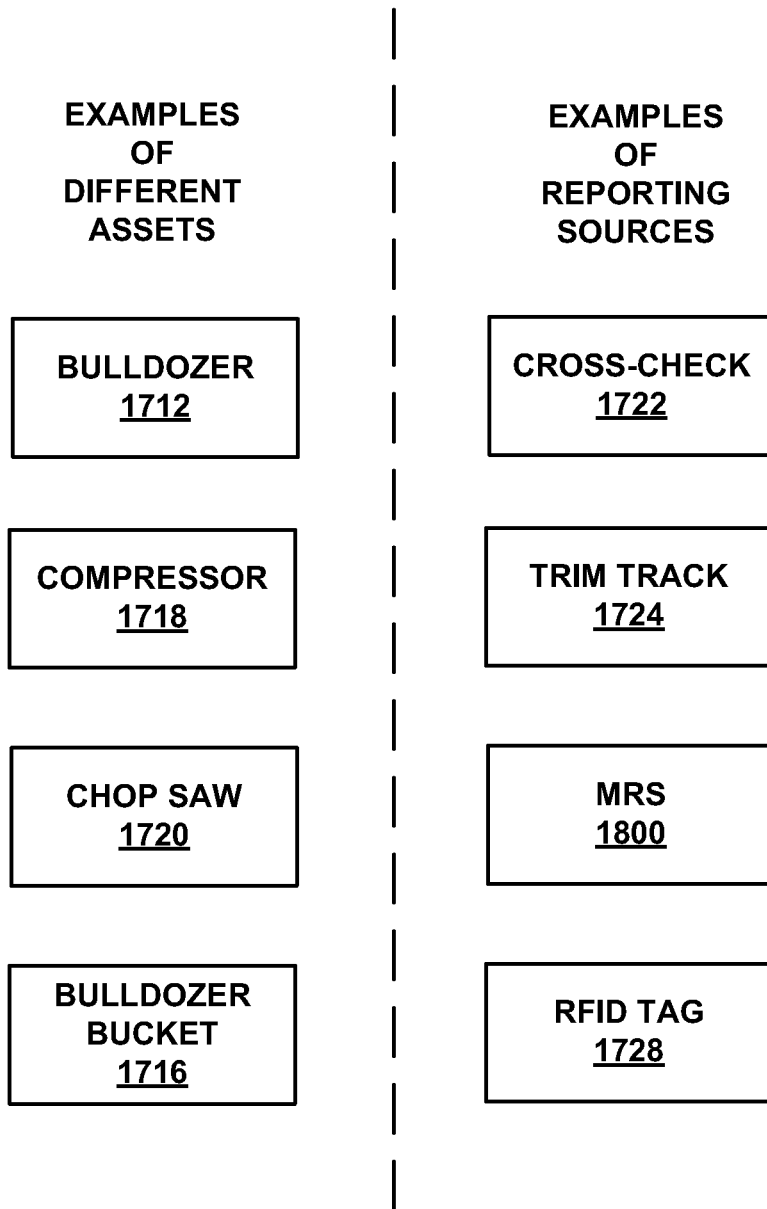 EXAMPLES
OF
DIFFERENT
ASSETS
BULLDOZER
1712
COMPRESSOR
1718
CHOP SAW
1720
BULLDOZER
BUCKET
1716
EXAMPLES
OF
REPORTING
SOURCES
CROSS-CHECK
1722
TRIM TRACK
1724
MRS
1800
RFID TAG
1728